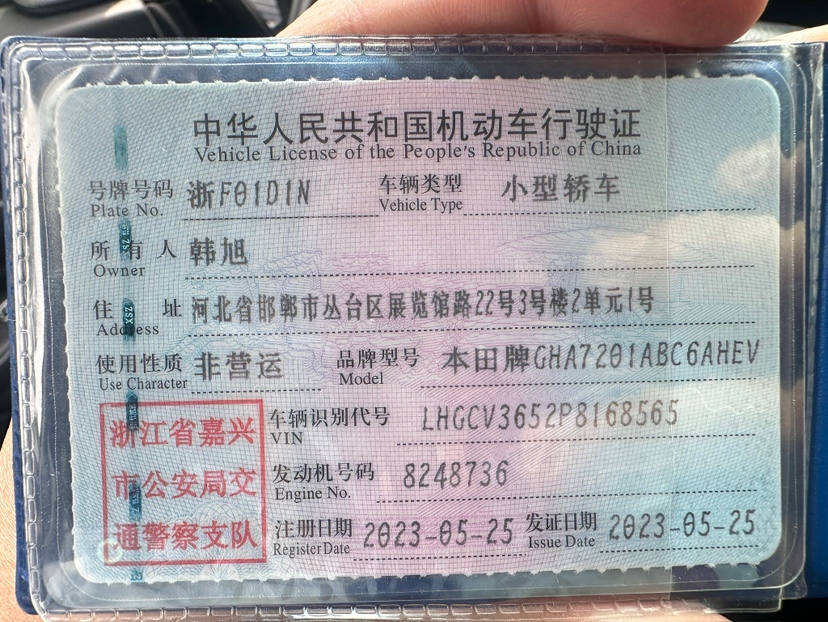 中华人民共和国机动车行驶证
Vehicle License of the People's Republic of China
号牌号码 浙F01D1N 车辆类型 小型轿车
Plate No. Vehicle Type
所有人 韩旭
Owner
住址 河北省邯郸市丛台区展览馆路22号3号楼2单元1号
Address
使用性质 非营运 品牌型号 本田牌GHA7201ABC6AHEV
Use Character Model
浙江省嘉兴
市公安局交
通警察支队
车辆识别代号 LHGCV3652P8168565
VIN
发动机号码 8248736
Engine No.
注册日期 2023-05-25 发证日期 2023-05-25
Register Date Issue Date